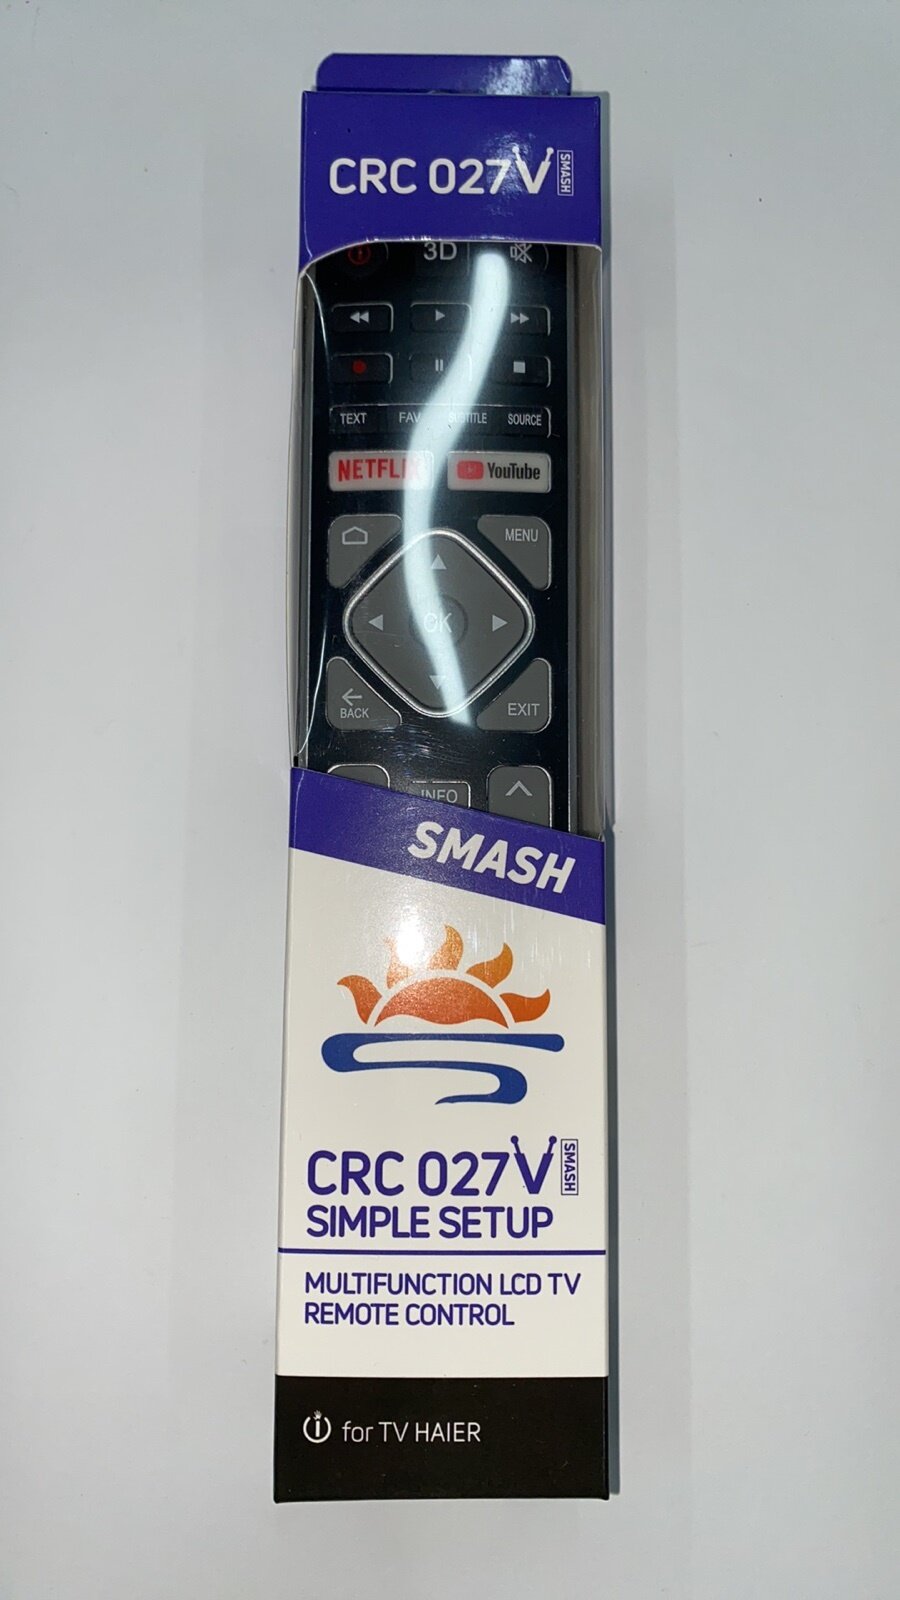 CRC 027V SMASH
3D
TEXT FAV SUBTITLE SOURCE
NETFLIX YouTube
MENU
OK
BACK EXIT
INFO
SMASH
CRC 027V SMASH
SIMPLE SETUP
MULTIFUNCTION LCD TV
REMOTE CONTROL
for TV HAIER